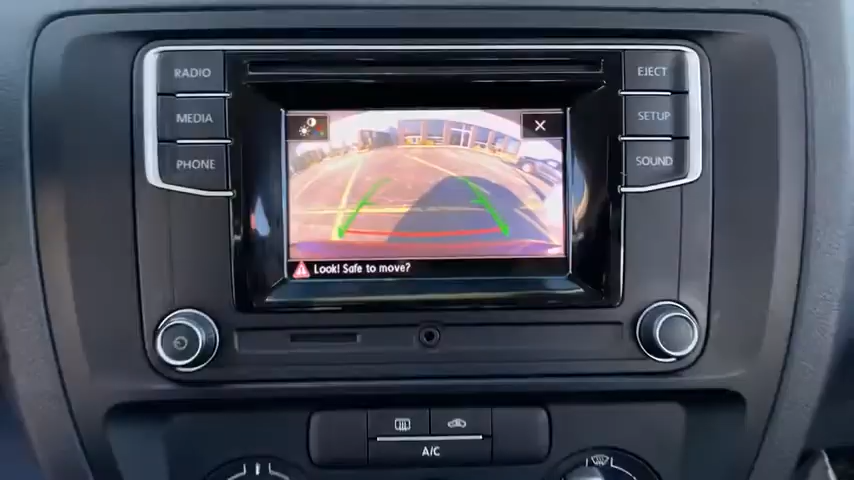 RADIO
MEDIA
PHONE
EJECT
SETUP
SOUND
Look! Safe to move?
A/C